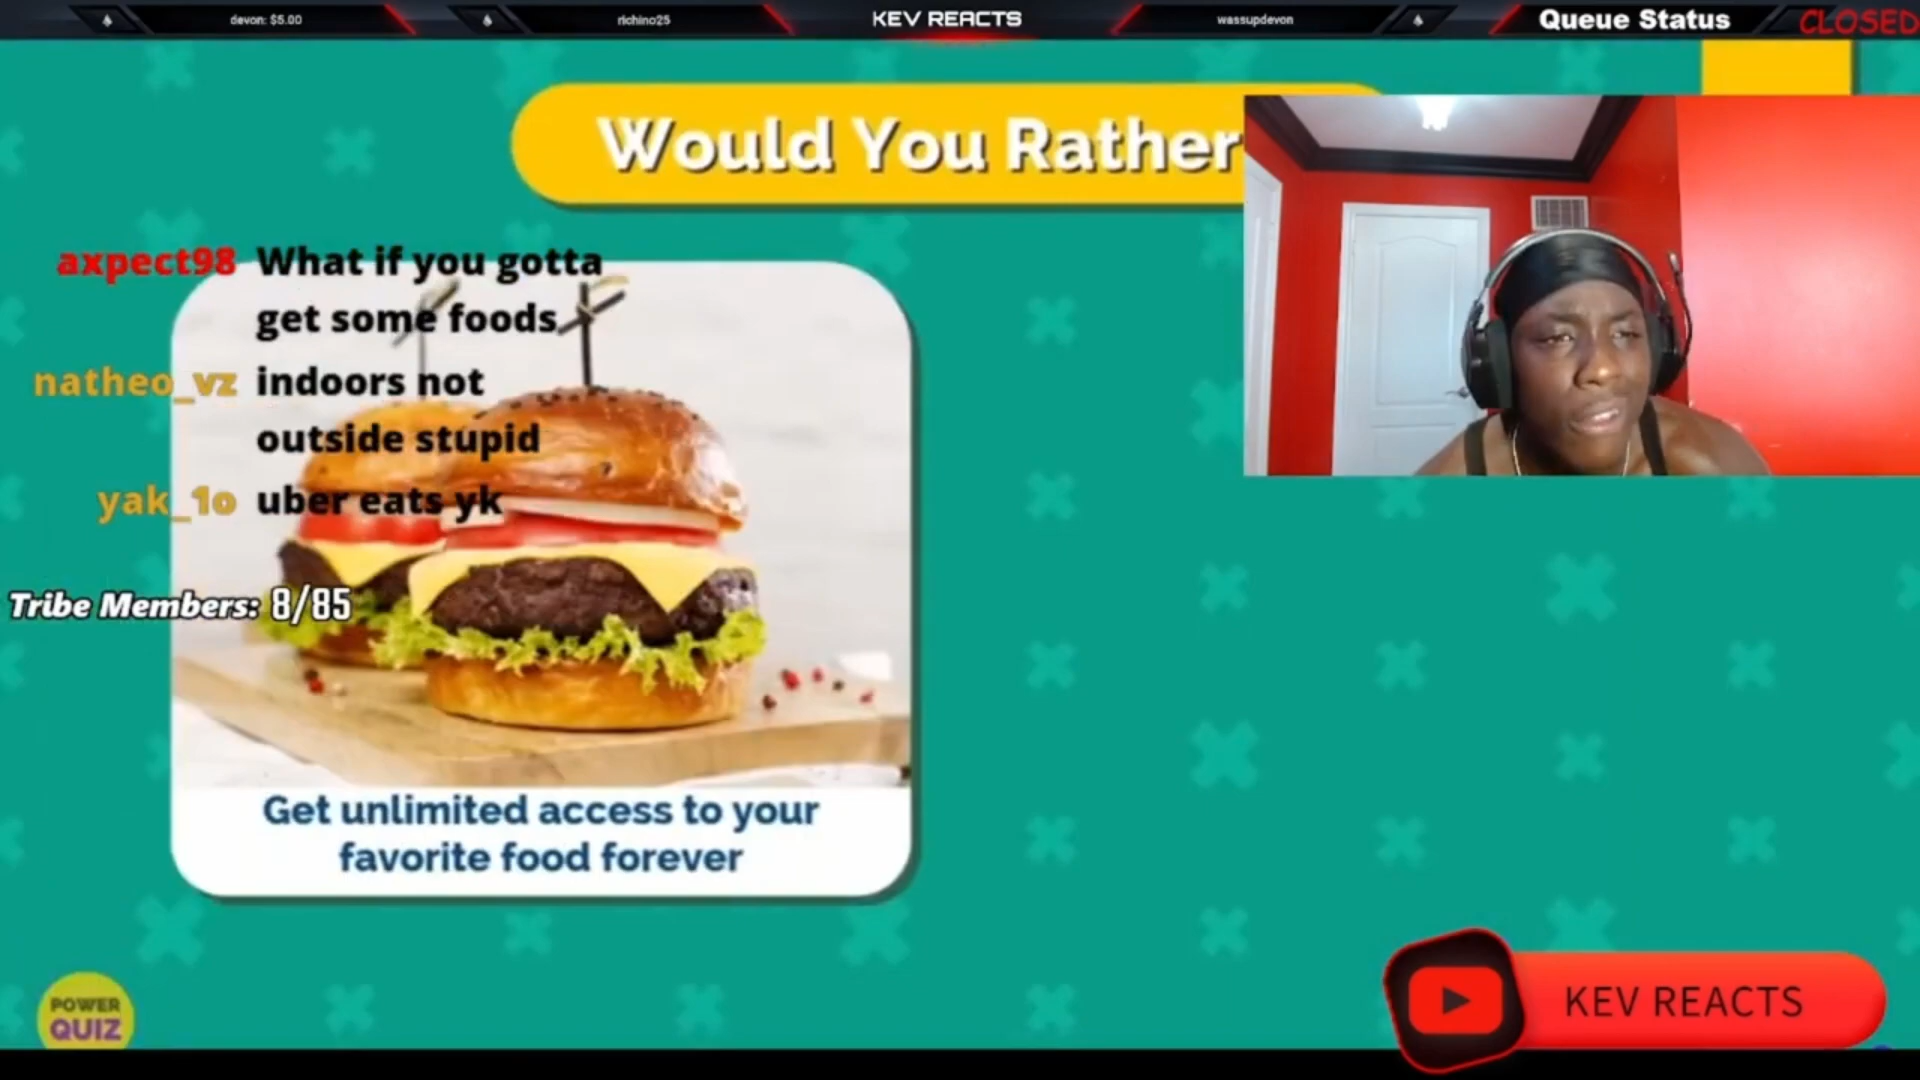 devon: $5.00
richino25
KEV REACTS
wassupdevon
Queue Status
CLOSED
Would You Rather
axpect98 What if you gotta
get some foods
natheo_vz indoors not
outside stupid
yak_1o uber eats yk
Tribe Members: 8/85
Get unlimited access to your
favorite food forever
POWER
QUIZ
KEV REACTS